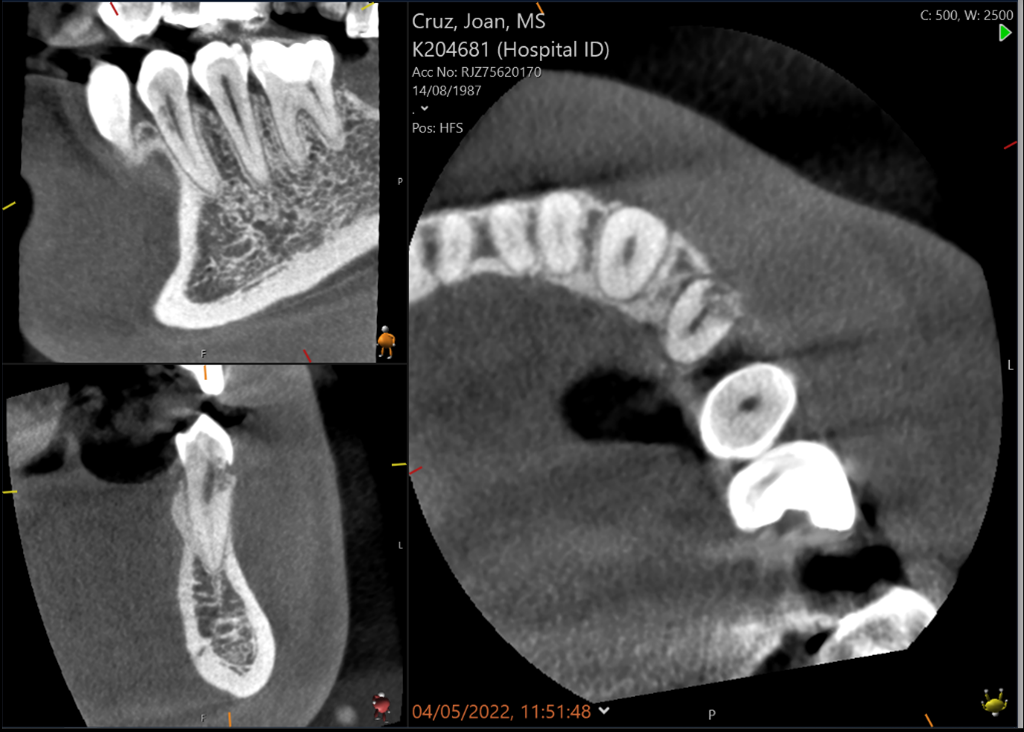 Cruz, Joan, MS
C: 500, W: 2500
K204681 (Hospital ID)
Acc No: RJZ75620170
14/08/1987
.
Pos: HFS
P
F
L
L
F
04/05/2022, 11:51:48
P